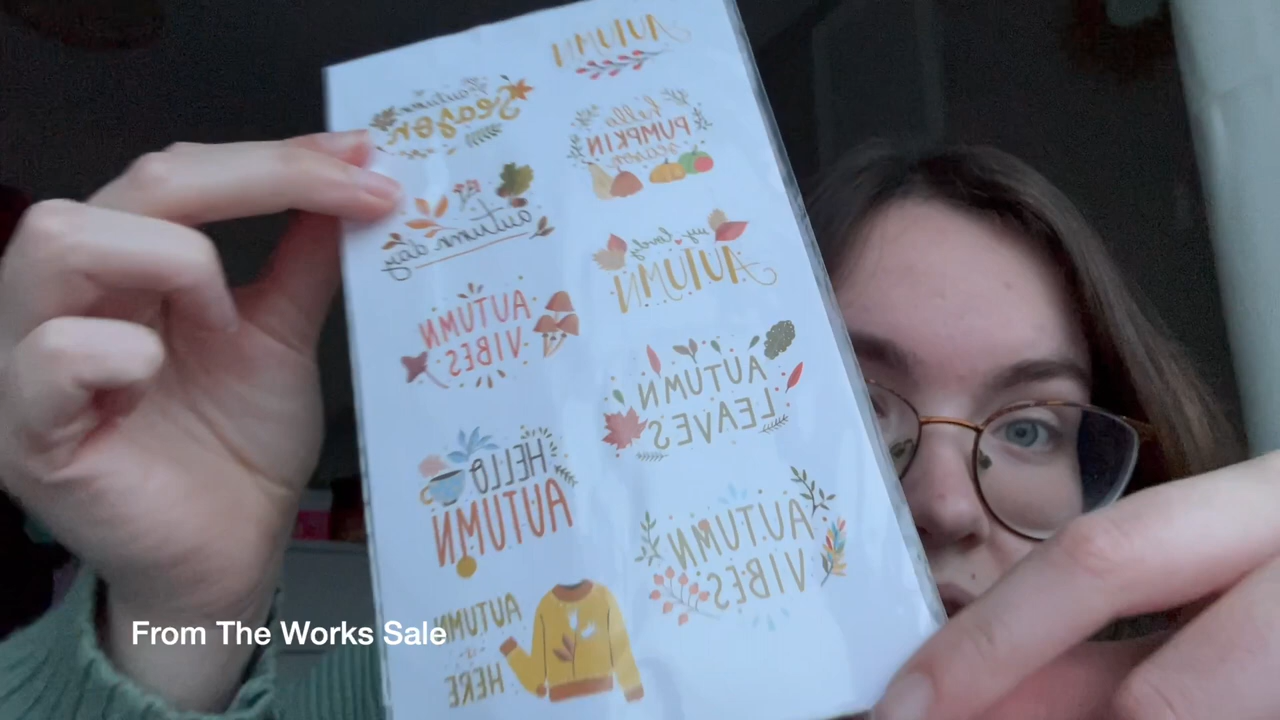 AUTUMN
autumn
Season
hello
PUMPKIN
season
autumn
day
my lovely
AUTUMN
AUTUMN
VIBES
AUTUMN
LEAVES
HELLO
AUTUMN
AUTUMN
VIBES
AUTUMN
HERE
From The Works Sale